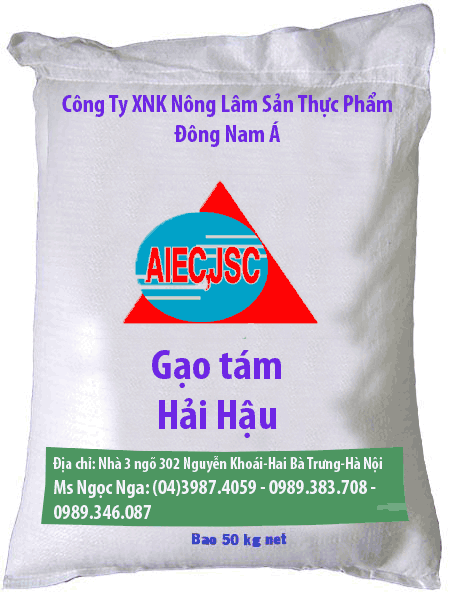 Công Ty XNK Nông Lâm Sản Thực Phẩm
Đông Nam Á
AIEC,JSC
Gạo tám
Hải Hậu
Địa chỉ: Nhà 3 ngõ 302 Nguyễn Khoái-Hai Bà Trưng-Hà Nội
Ms Ngọc Nga: (04)3987.4059 - 0989.383.708 -
0989.346.087
Bao 50 kg net